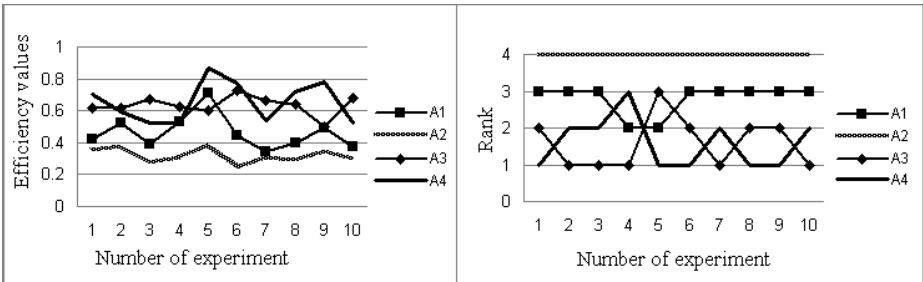 1
0.8
0.6
0.4
0.2
0
Efficiency values
1 2 3 4 5 6 7 8 9 10
Number of experiment
A1
A2
A3
A4
4
3
2
1
0
Rank
1 2 3 4 5 6 7 8 9 10
Number of experiment
A1
A2
A3
A4